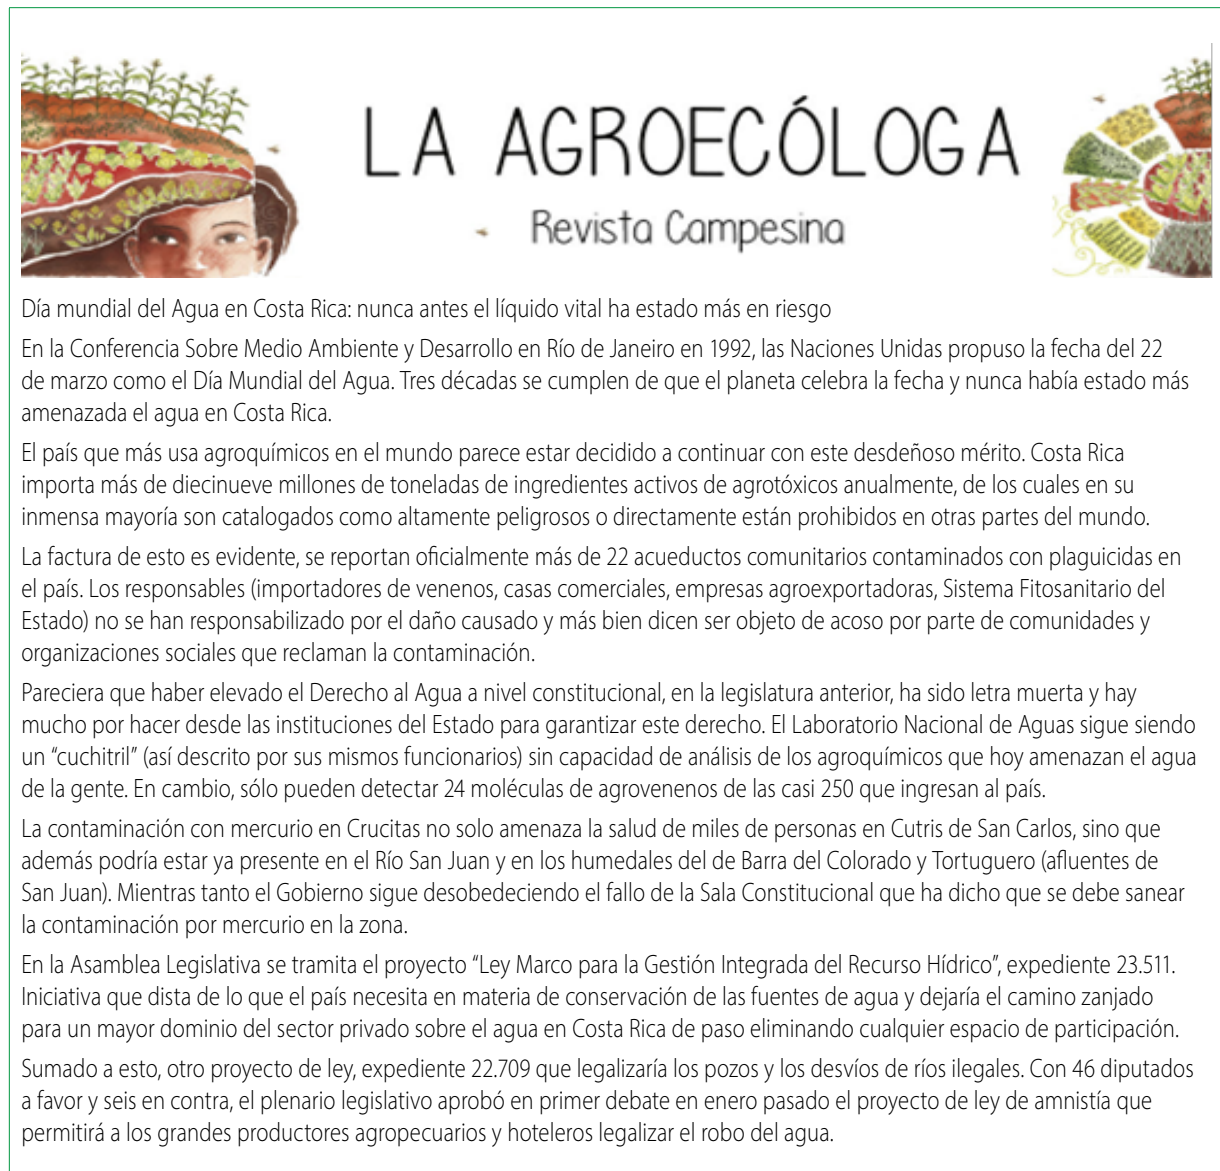 LA AGROECÓLOGA
Revista Campesina
Día mundial del Agua en Costa Rica: nunca antes el líquido vital ha estado más en riesgo
En la Conferencia Sobre Medio Ambiente y Desarrollo en Río de Janeiro en 1992, las Naciones Unidas propuso la fecha del 22
de marzo como el Día Mundial del Agua. Tres décadas se cumplen de que el planeta celebra la fecha y nunca había estado más
amenazada el agua en Costa Rica.
El país que más usa agroquímicos en el mundo parece estar decidido a continuar con este desdeñoso mérito. Costa Rica
importa más de diecinueve millones de toneladas de ingredientes activos de agrotóxicos anualmente, de los cuales en su
inmensa mayoría son catalogados como altamente peligrosos o directamente están prohibidos en otras partes del mundo.
La factura de esto es evidente, se reportan oficialmente más de 22 acueductos comunitarios contaminados con plaguicidas en
el país. Los responsables (importadores de venenos, casas comerciales, empresas agroexportadoras, Sistema Fitosanitario del
Estado) no se han responsabilizado por el daño causado y más bien dicen ser objeto de acoso por parte de comunidades y
organizaciones sociales que reclaman la contaminación.
Pareciera que haber elevado el Derecho al Agua a nivel constitucional, en la legislatura anterior, ha sido letra muerta y hay
mucho por hacer desde las instituciones del Estado para garantizar este derecho. El Laboratorio Nacional de Aguas sigue siendo
un “cuchitril” (así descrito por sus mismos funcionarios) sin capacidad de análisis de los agroquímicos que hoy amenazan el agua
de la gente. En cambio, sólo pueden detectar 24 moléculas de agrovenenos de las casi 250 que ingresan al país.
La contaminación con mercurio en Crucitas no solo amenaza la salud de miles de personas en Cutris de San Carlos, sino que
además podría estar ya presente en el Río San Juan y en los humedales del de Barra del Colorado y Tortuguero (afluentes de
San Juan). Mientras tanto el Gobierno sigue desobedeciendo el fallo de la Sala Constitucional que ha dicho que se debe sanear
la contaminación por mercurio en la zona.
En la Asamblea Legislativa se tramita el proyecto “Ley Marco para la Gestión Integrada del Recurso Hídrico”, expediente 23.511.
Iniciativa que dista de lo que el país necesita en materia de conservación de las fuentes de agua y dejaría el camino zanjado
para un mayor dominio del sector privado sobre el agua en Costa Rica de paso eliminando cualquier espacio de participación.
Sumado a esto, otro proyecto de ley, expediente 22.709 que legalizaría los pozos y los desvíos de ríos ilegales. Con 46 diputados
a favor y seis en contra, el plenario legislativo aprobó en primer debate en enero pasado el proyecto de ley de amnistía que
permitirá a los grandes productores agropecuarios y hoteleros legalizar el robo del agua.